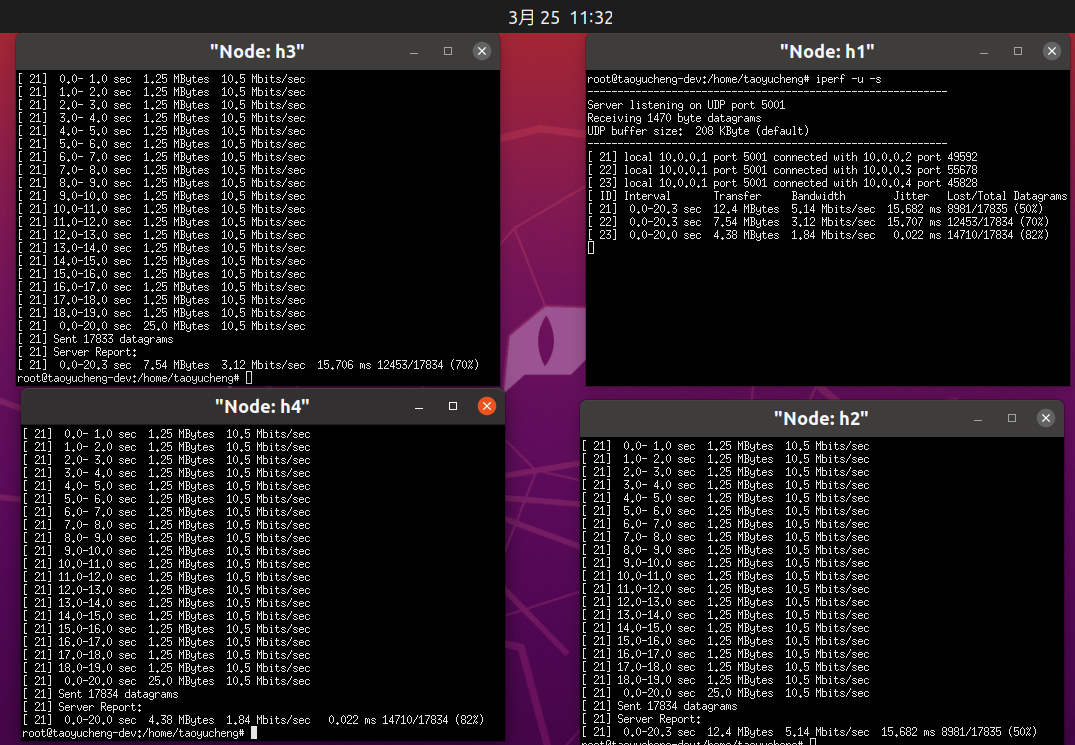 3月 25 11:32
"Node: h3"
[ 21]  0.0- 1.0 sec  1.25 MBytes  10.5 Mbits/sec
[ 21]  1.0- 2.0 sec  1.25 MBytes  10.5 Mbits/sec
[ 21]  2.0- 3.0 sec  1.25 MBytes  10.5 Mbits/sec
[ 21]  3.0- 4.0 sec  1.25 MBytes  10.5 Mbits/sec
[ 21]  4.0- 5.0 sec  1.25 MBytes  10.5 Mbits/sec
[ 21]  5.0- 6.0 sec  1.25 MBytes  10.5 Mbits/sec
[ 21]  6.0- 7.0 sec  1.25 MBytes  10.5 Mbits/sec
[ 21]  7.0- 8.0 sec  1.25 MBytes  10.5 Mbits/sec
[ 21]  8.0- 9.0 sec  1.25 MBytes  10.5 Mbits/sec
[ 21]  9.0-10.0 sec  1.25 MBytes  10.5 Mbits/sec
[ 21] 10.0-11.0 sec  1.25 MBytes  10.5 Mbits/sec
[ 21] 11.0-12.0 sec  1.25 MBytes  10.5 Mbits/sec
[ 21] 12.0-13.0 sec  1.25 MBytes  10.5 Mbits/sec
[ 21] 13.0-14.0 sec  1.25 MBytes  10.5 Mbits/sec
[ 21] 14.0-15.0 sec  1.25 MBytes  10.5 Mbits/sec
[ 21] 15.0-16.0 sec  1.25 MBytes  10.5 Mbits/sec
[ 21] 16.0-17.0 sec  1.25 MBytes  10.5 Mbits/sec
[ 21] 17.0-18.0 sec  1.25 MBytes  10.5 Mbits/sec
[ 21] 18.0-19.0 sec  1.25 MBytes  10.5 Mbits/sec
[ 21]  0.0-20.0 sec  25.0 MBytes  10.5 Mbits/sec
[ 21] Sent 17833 datagrams
[ 21] Server Report:
[ 21]  0.0-20.3 sec  7.54 MBytes  3.12 Mbits/sec  15.706 ms 12453/17834 (70%)
root@taoyucheng-dev:/home/taoyucheng#
"Node: h1"
root@taoyucheng-dev:/home/taoyucheng# iperf -u -s
------------------------------------------------------------
Server listening on UDP port 5001
Receiving 1470 byte datagrams
UDP buffer size:  208 KByte (default)
------------------------------------------------------------
[ 21] local 10.0.0.1 port 5001 connected with 10.0.0.2 port 49592
[ 22] local 10.0.0.1 port 5001 connected with 10.0.0.3 port 55678
[ 23] local 10.0.0.1 port 5001 connected with 10.0.0.4 port 45828
[ ID] Interval       Transfer     Bandwidth        Jitter   Lost/Total Datagrams
[ 21]  0.0-20.3 sec  12.4 MBytes  5.14 Mbits/sec  15.682 ms 8981/17835 (50%)
[ 22]  0.0-20.3 sec  7.54 MBytes  3.12 Mbits/sec  15.707 ms 12453/17834 (70%)
[ 23]  0.0-20.0 sec  4.38 MBytes  1.84 Mbits/sec   0.022 ms 14710/17834 (82%)
"Node: h4"
[ 21]  0.0- 1.0 sec  1.25 MBytes  10.5 Mbits/sec
[ 21]  1.0- 2.0 sec  1.25 MBytes  10.5 Mbits/sec
[ 21]  2.0- 3.0 sec  1.25 MBytes  10.5 Mbits/sec
[ 21]  3.0- 4.0 sec  1.25 MBytes  10.5 Mbits/sec
[ 21]  4.0- 5.0 sec  1.25 MBytes  10.5 Mbits/sec
[ 21]  5.0- 6.0 sec  1.25 MBytes  10.5 Mbits/sec
[ 21]  6.0- 7.0 sec  1.25 MBytes  10.5 Mbits/sec
[ 21]  7.0- 8.0 sec  1.25 MBytes  10.5 Mbits/sec
[ 21]  8.0- 9.0 sec  1.25 MBytes  10.5 Mbits/sec
[ 21]  9.0-10.0 sec  1.25 MBytes  10.5 Mbits/sec
[ 21] 10.0-11.0 sec  1.25 MBytes  10.5 Mbits/sec
[ 21] 11.0-12.0 sec  1.25 MBytes  10.5 Mbits/sec
[ 21] 12.0-13.0 sec  1.25 MBytes  10.5 Mbits/sec
[ 21] 13.0-14.0 sec  1.25 MBytes  10.5 Mbits/sec
[ 21] 14.0-15.0 sec  1.25 MBytes  10.5 Mbits/sec
[ 21] 15.0-16.0 sec  1.25 MBytes  10.5 Mbits/sec
[ 21] 16.0-17.0 sec  1.25 MBytes  10.5 Mbits/sec
[ 21] 17.0-18.0 sec  1.25 MBytes  10.5 Mbits/sec
[ 21] 18.0-19.0 sec  1.25 MBytes  10.5 Mbits/sec
[ 21]  0.0-20.0 sec  25.0 MBytes  10.5 Mbits/sec
[ 21] Sent 17834 datagrams
[ 21] Server Report:
[ 21]  0.0-20.0 sec  4.38 MBytes  1.84 Mbits/sec   0.022 ms 14710/17834 (82%)
root@taoyucheng-dev:/home/taoyucheng#
"Node: h2"
[ 21]  0.0- 1.0 sec  1.25 MBytes  10.5 Mbits/sec
[ 21]  1.0- 2.0 sec  1.25 MBytes  10.5 Mbits/sec
[ 21]  2.0- 3.0 sec  1.25 MBytes  10.5 Mbits/sec
[ 21]  3.0- 4.0 sec  1.25 MBytes  10.5 Mbits/sec
[ 21]  4.0- 5.0 sec  1.25 MBytes  10.5 Mbits/sec
[ 21]  5.0- 6.0 sec  1.25 MBytes  10.5 Mbits/sec
[ 21]  6.0- 7.0 sec  1.25 MBytes  10.5 Mbits/sec
[ 21]  7.0- 8.0 sec  1.25 MBytes  10.5 Mbits/sec
[ 21]  8.0- 9.0 sec  1.25 MBytes  10.5 Mbits/sec
[ 21]  9.0-10.0 sec  1.25 MBytes  10.5 Mbits/sec
[ 21] 10.0-11.0 sec  1.25 MBytes  10.5 Mbits/sec
[ 21] 11.0-12.0 sec  1.25 MBytes  10.5 Mbits/sec
[ 21] 12.0-13.0 sec  1.25 MBytes  10.5 Mbits/sec
[ 21] 13.0-14.0 sec  1.25 MBytes  10.5 Mbits/sec
[ 21] 14.0-15.0 sec  1.25 MBytes  10.5 Mbits/sec
[ 21] 15.0-16.0 sec  1.25 MBytes  10.5 Mbits/sec
[ 21] 16.0-17.0 sec  1.25 MBytes  10.5 Mbits/sec
[ 21] 17.0-18.0 sec  1.25 MBytes  10.5 Mbits/sec
[ 21] 18.0-19.0 sec  1.25 MBytes  10.5 Mbits/sec
[ 21]  0.0-20.0 sec  25.0 MBytes  10.5 Mbits/sec
[ 21] Sent 17834 datagrams
[ 21] Server Report:
[ 21]  0.0-20.3 sec  12.4 MBytes  5.14 Mbits/sec  15.682 ms 8981/17835 (50%)
root@taoyucheng-dev:/home/taoyucheng#